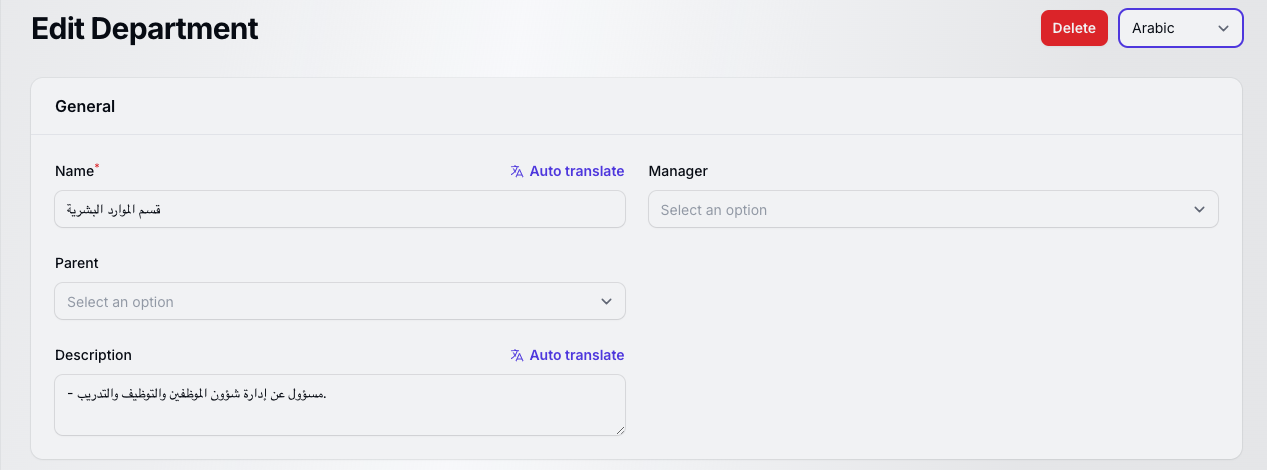 Edit Department
Delete
Arabic
General
Name*
Auto translate
قسم الموارد البشرية
Manager
Select an option
Parent
Select an option
Description
Auto translate
- مسؤول عن إدارة شؤون الموظفين والتوظيف والتدريب.